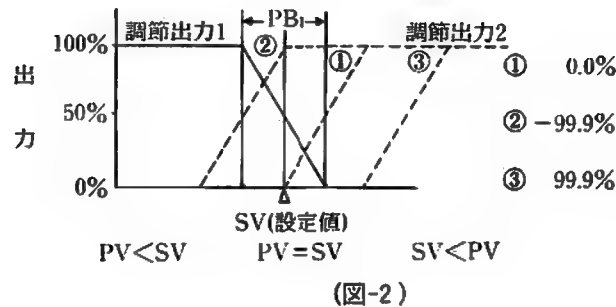 調節出力1
PB1
調節出力2
100%
②
①
③
① 0.0%
出
力
50%
② -99.9%
0%
③ 99.9%
SV(設定値)
PV<SV
PV=SV
SV<PV
(図-2)